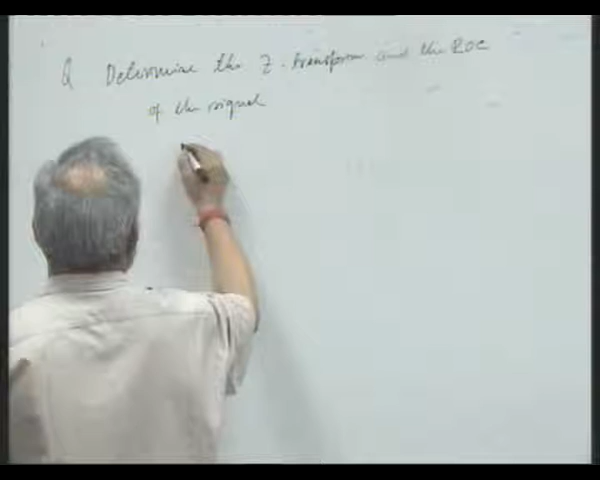 Q Determine the Z-transform and the ROC
of the signal